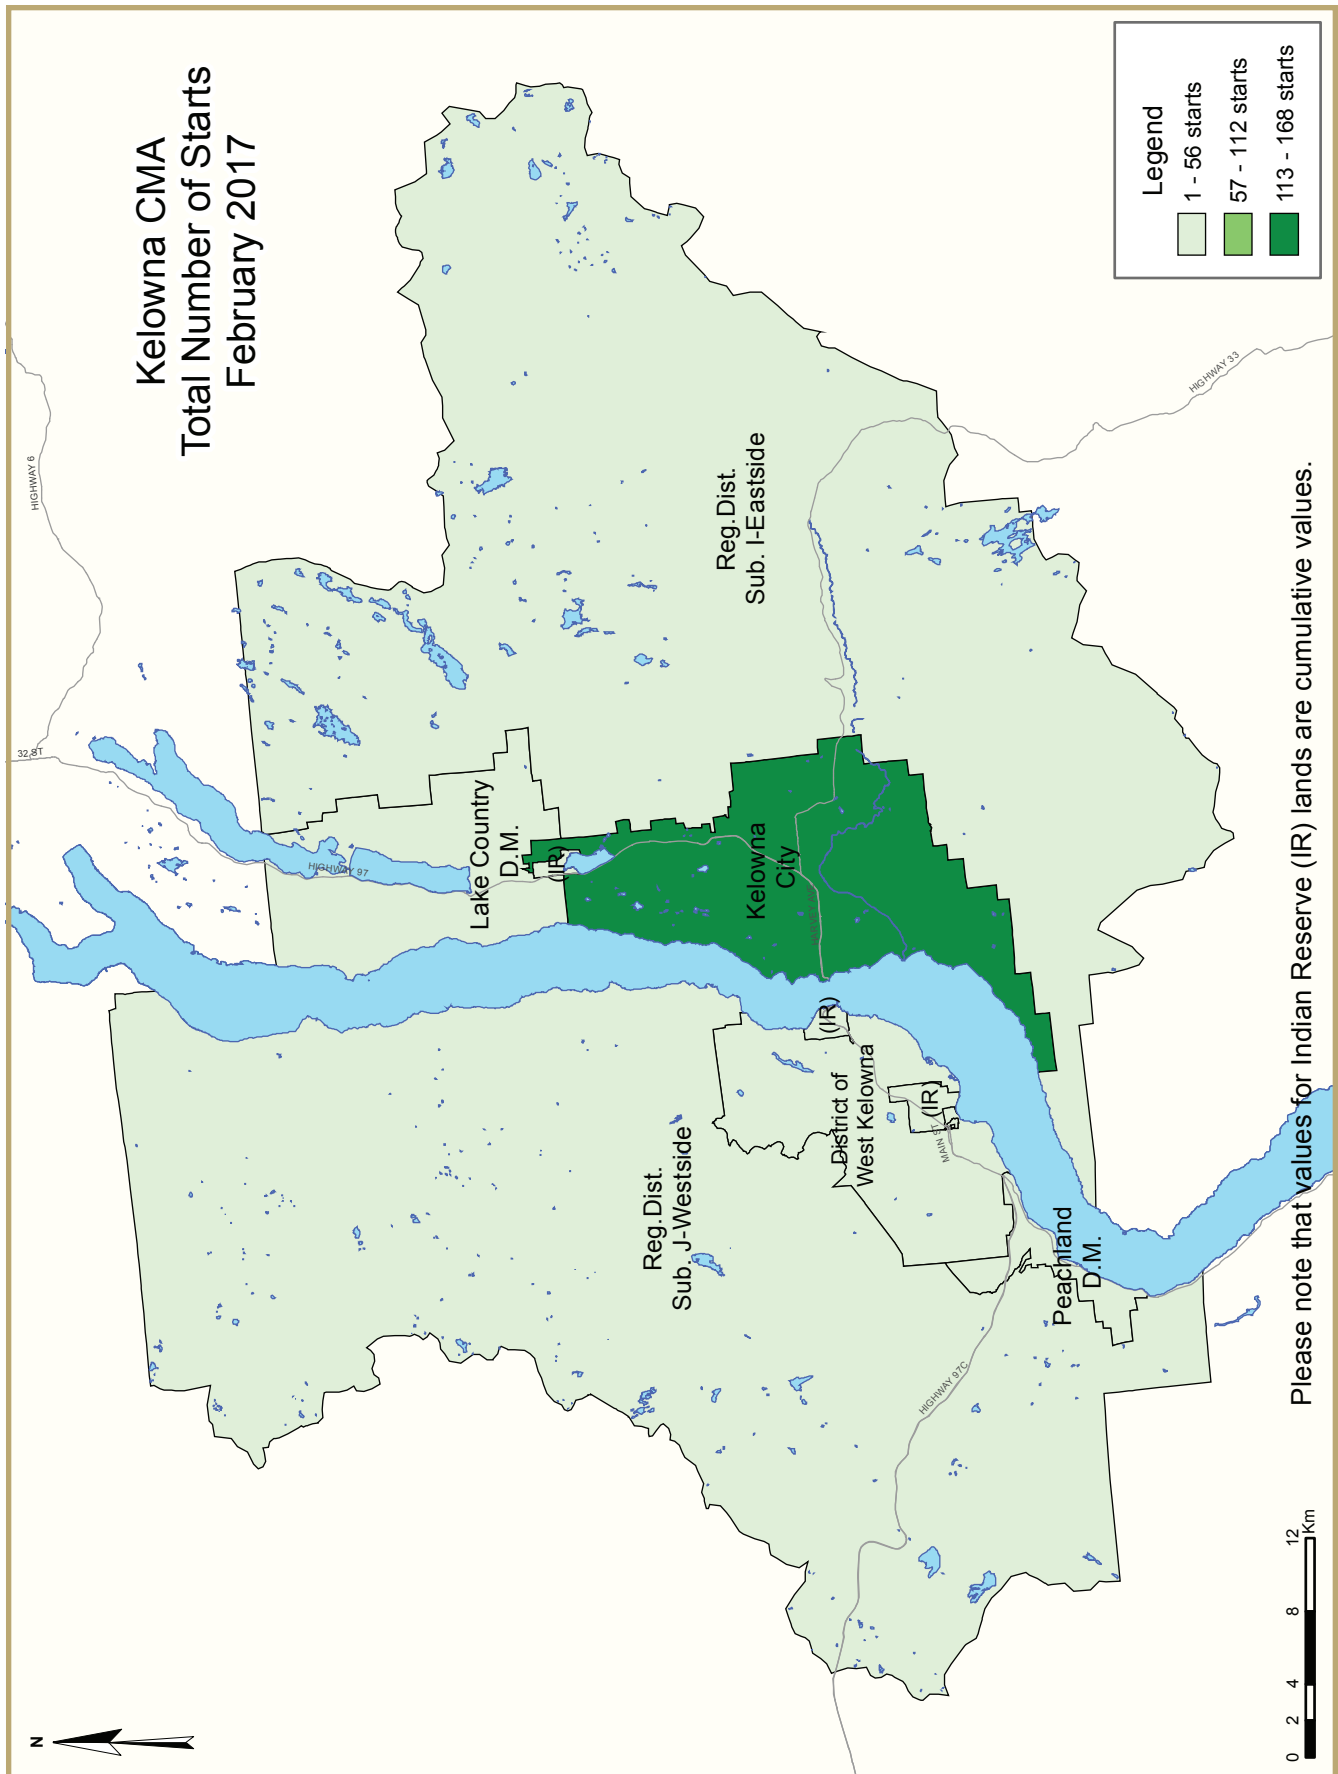 Kelowna CMA
Total Number of Starts
February 2017
N
HIGHWAY 6
32 ST
HIGHWAY 97
Lake Country
D.M.
(IR)
Reg.Dist.
Sub. I-Eastside
Kelowna
City
(IR)
District of
West Kelowna
(IR)
MAIN ST
Reg.Dist.
Sub. J-Westside
Peachland
D.M.
HIGHWAY 97C
HIGHWAY 33
Legend
1 - 56 starts
57 - 112 starts
113 - 168 starts
0 2 4 8 12
Km
Please note that values for Indian Reserve (IR) lands are cumulative values.